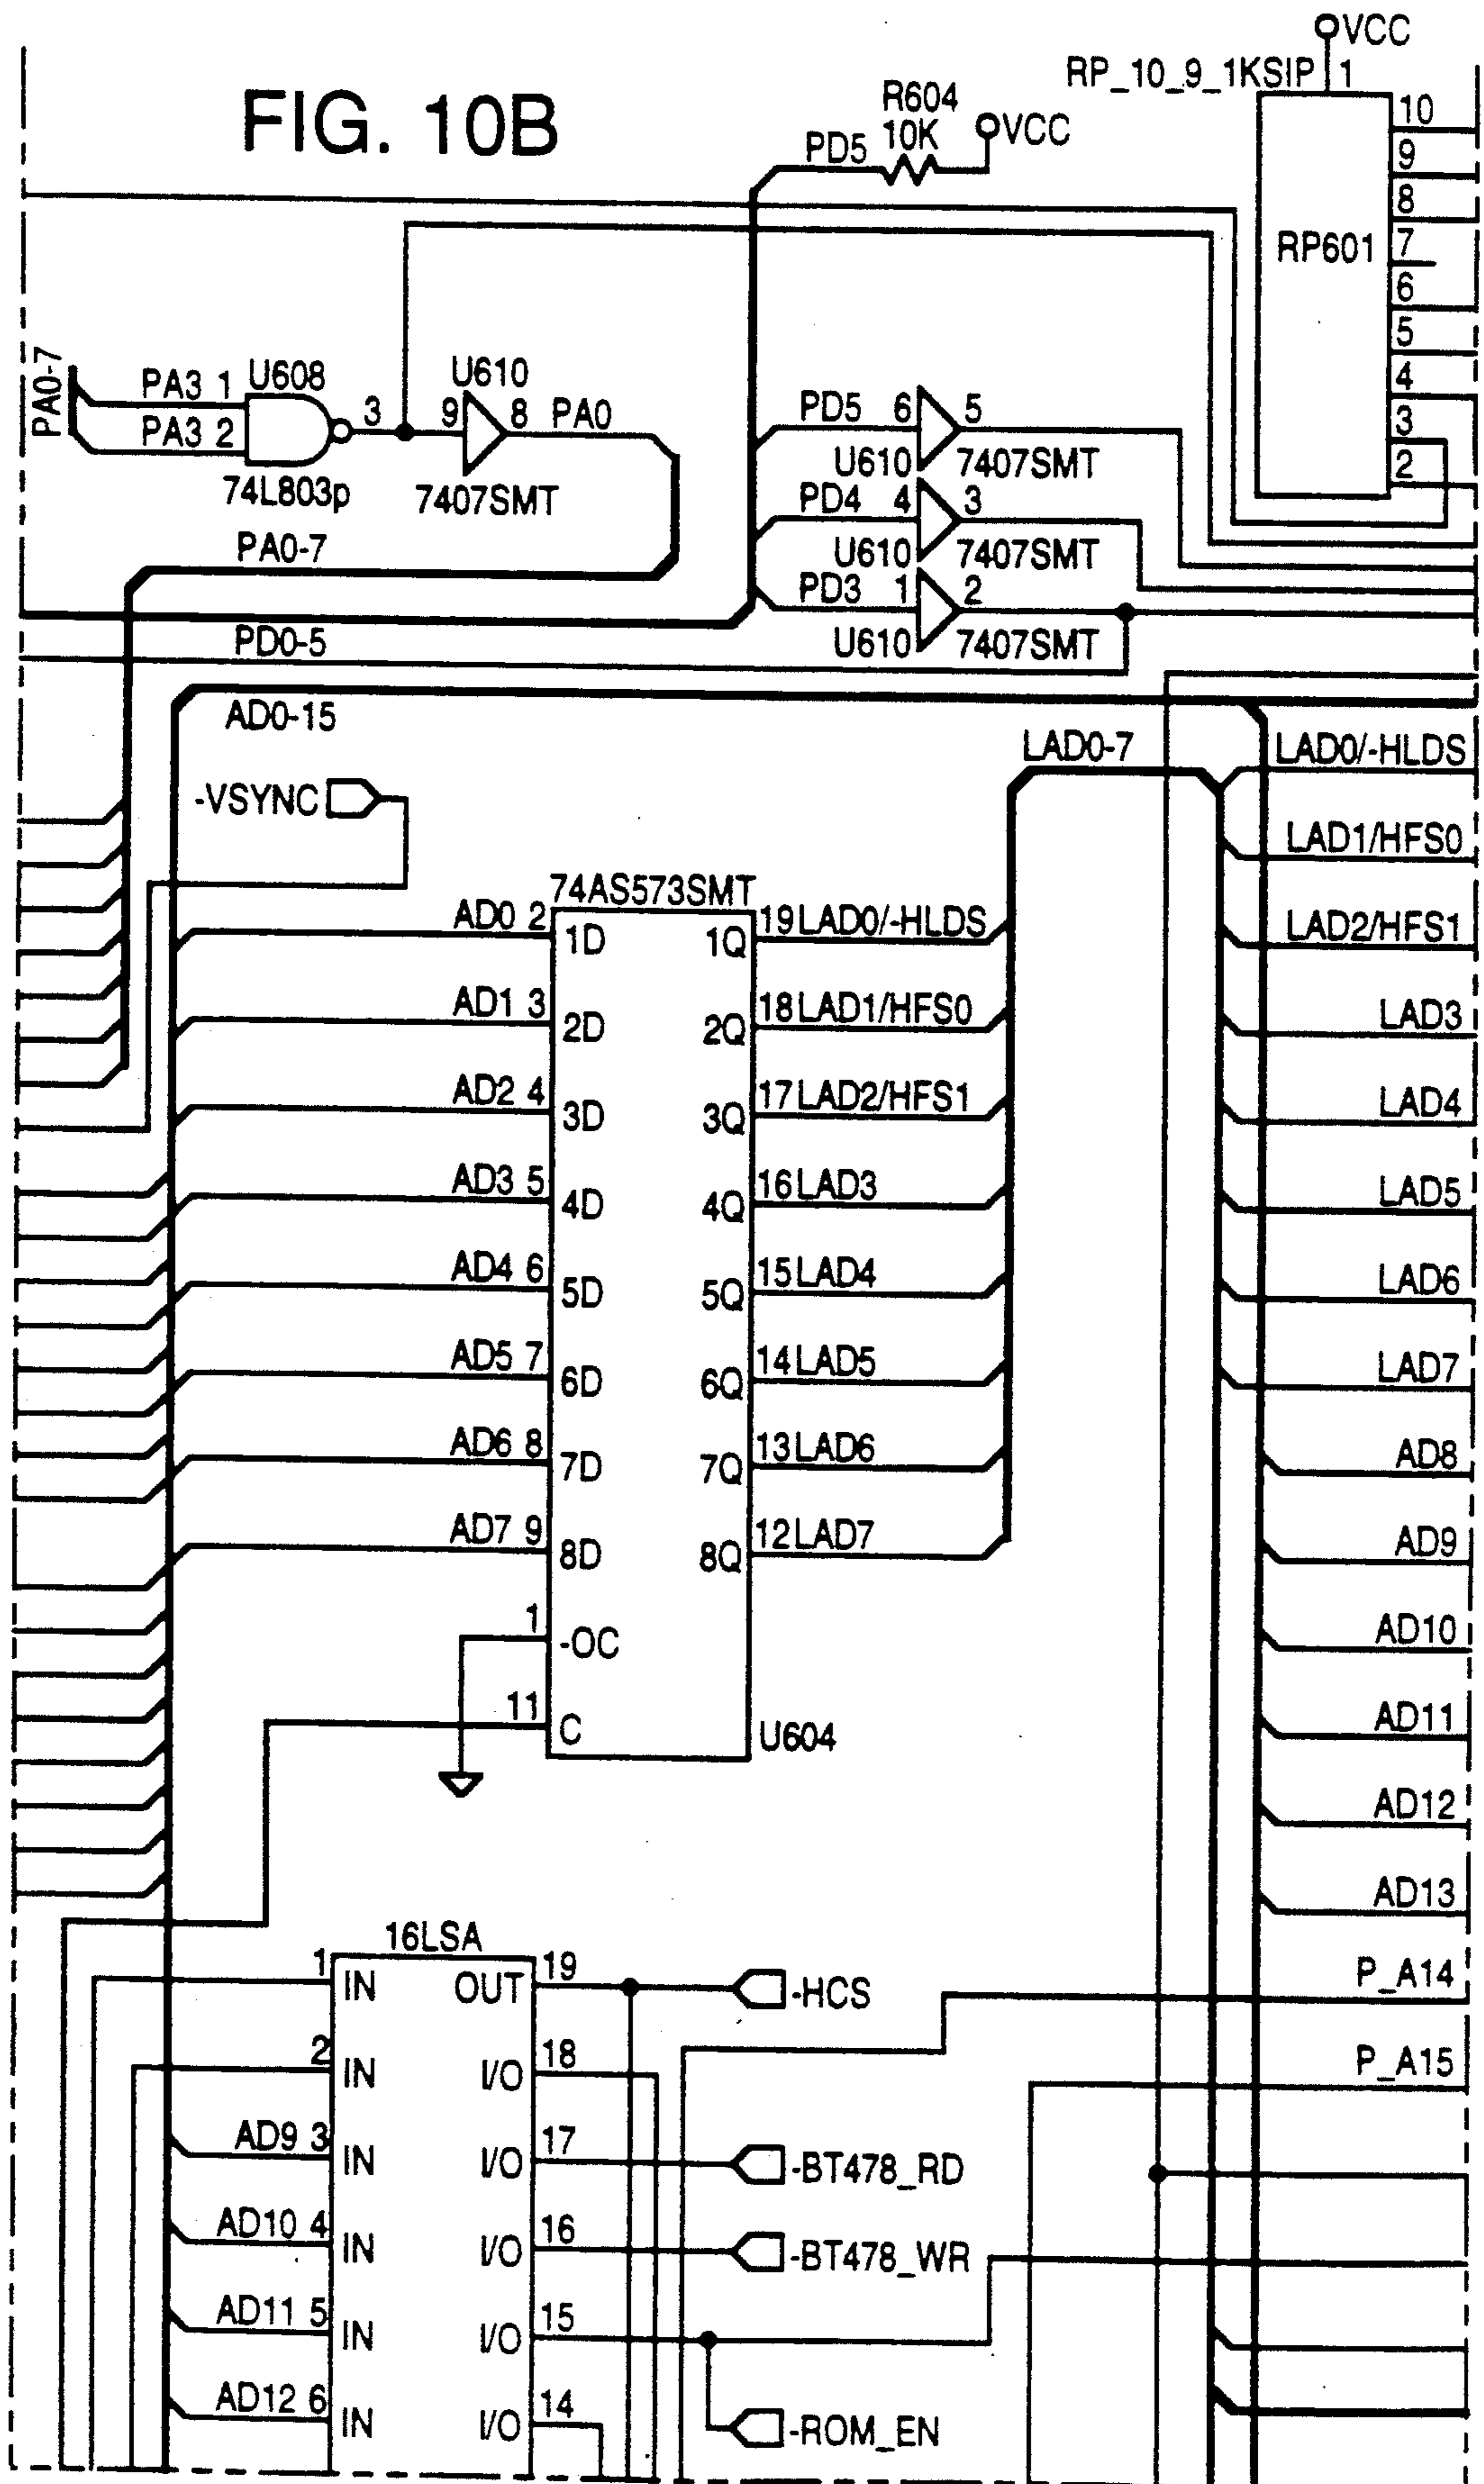 FIG. 10B
VCC
RP_10_9_1KSIP 1
R604
10K
VCC
PD5
10
9
8
7
6
5
4
3
2
RP601
PA0-7
PA3 1
PA3 2
U608
3
74L803p
U610
9
8
PA0
7407SMT
PD5 6
5
U610
7407SMT
PD4 4
3
U610
7407SMT
PD3 1
2
U610
7407SMT
PA0-7
PD0-5
AD0-15
-VSYNC
LAD0-7
LAD0/-HLDS
LAD1/HFS0
LAD2/HFS1
LAD3
LAD4
LAD5
LAD6
LAD7
AD8
AD9
AD10
AD11
AD12
AD13
P_A14
P_A15
74AS573SMT
AD0 2 1D 1Q 19 LAD0/-HLDS
AD1 3 2D 2Q 18 LAD1/HFS0
AD2 4 3D 3Q 17 LAD2/HFS1
AD3 5 4D 4Q 16 LAD3
AD4 6 5D 5Q 15 LAD4
AD5 7 6D 6Q 14 LAD5
AD6 8 7D 7Q 13 LAD6
AD7 9 8D 8Q 12 LAD7
1 -OC
11 C
U604
16LSA
1 IN OUT 19 -HCS
2 IN I/O 18
AD9 3 IN I/O 17 -BT478_RD
AD10 4 IN I/O 16 -BT478_WR
AD11 5 IN I/O 15
AD12 6 IN I/O 14
-ROM_EN